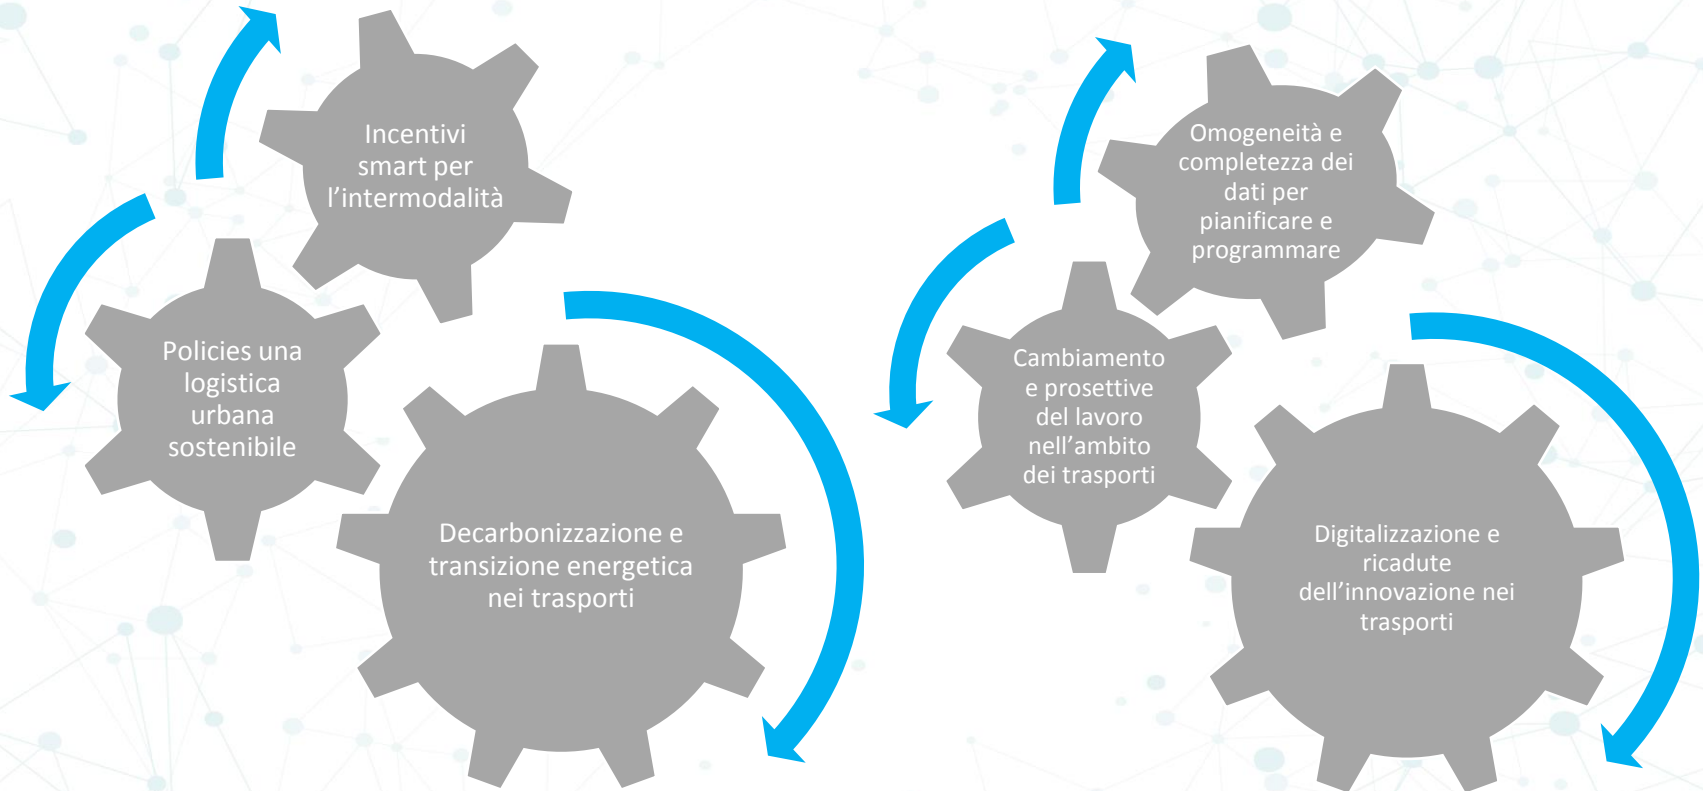 Incentivi
smart per
l’intermodalità
Policies una
logistica
urbana
sostenibile
Decarbonizzazione e
transizione energetica
nei trasporti
Omogeneità e
completezza dei
dati per
pianificare e
programmare
Cambiamento
e prosettive
del lavoro
nell’ambito
dei trasporti
Digitalizzazione e
ricadute
dell’innovazione nei
trasporti